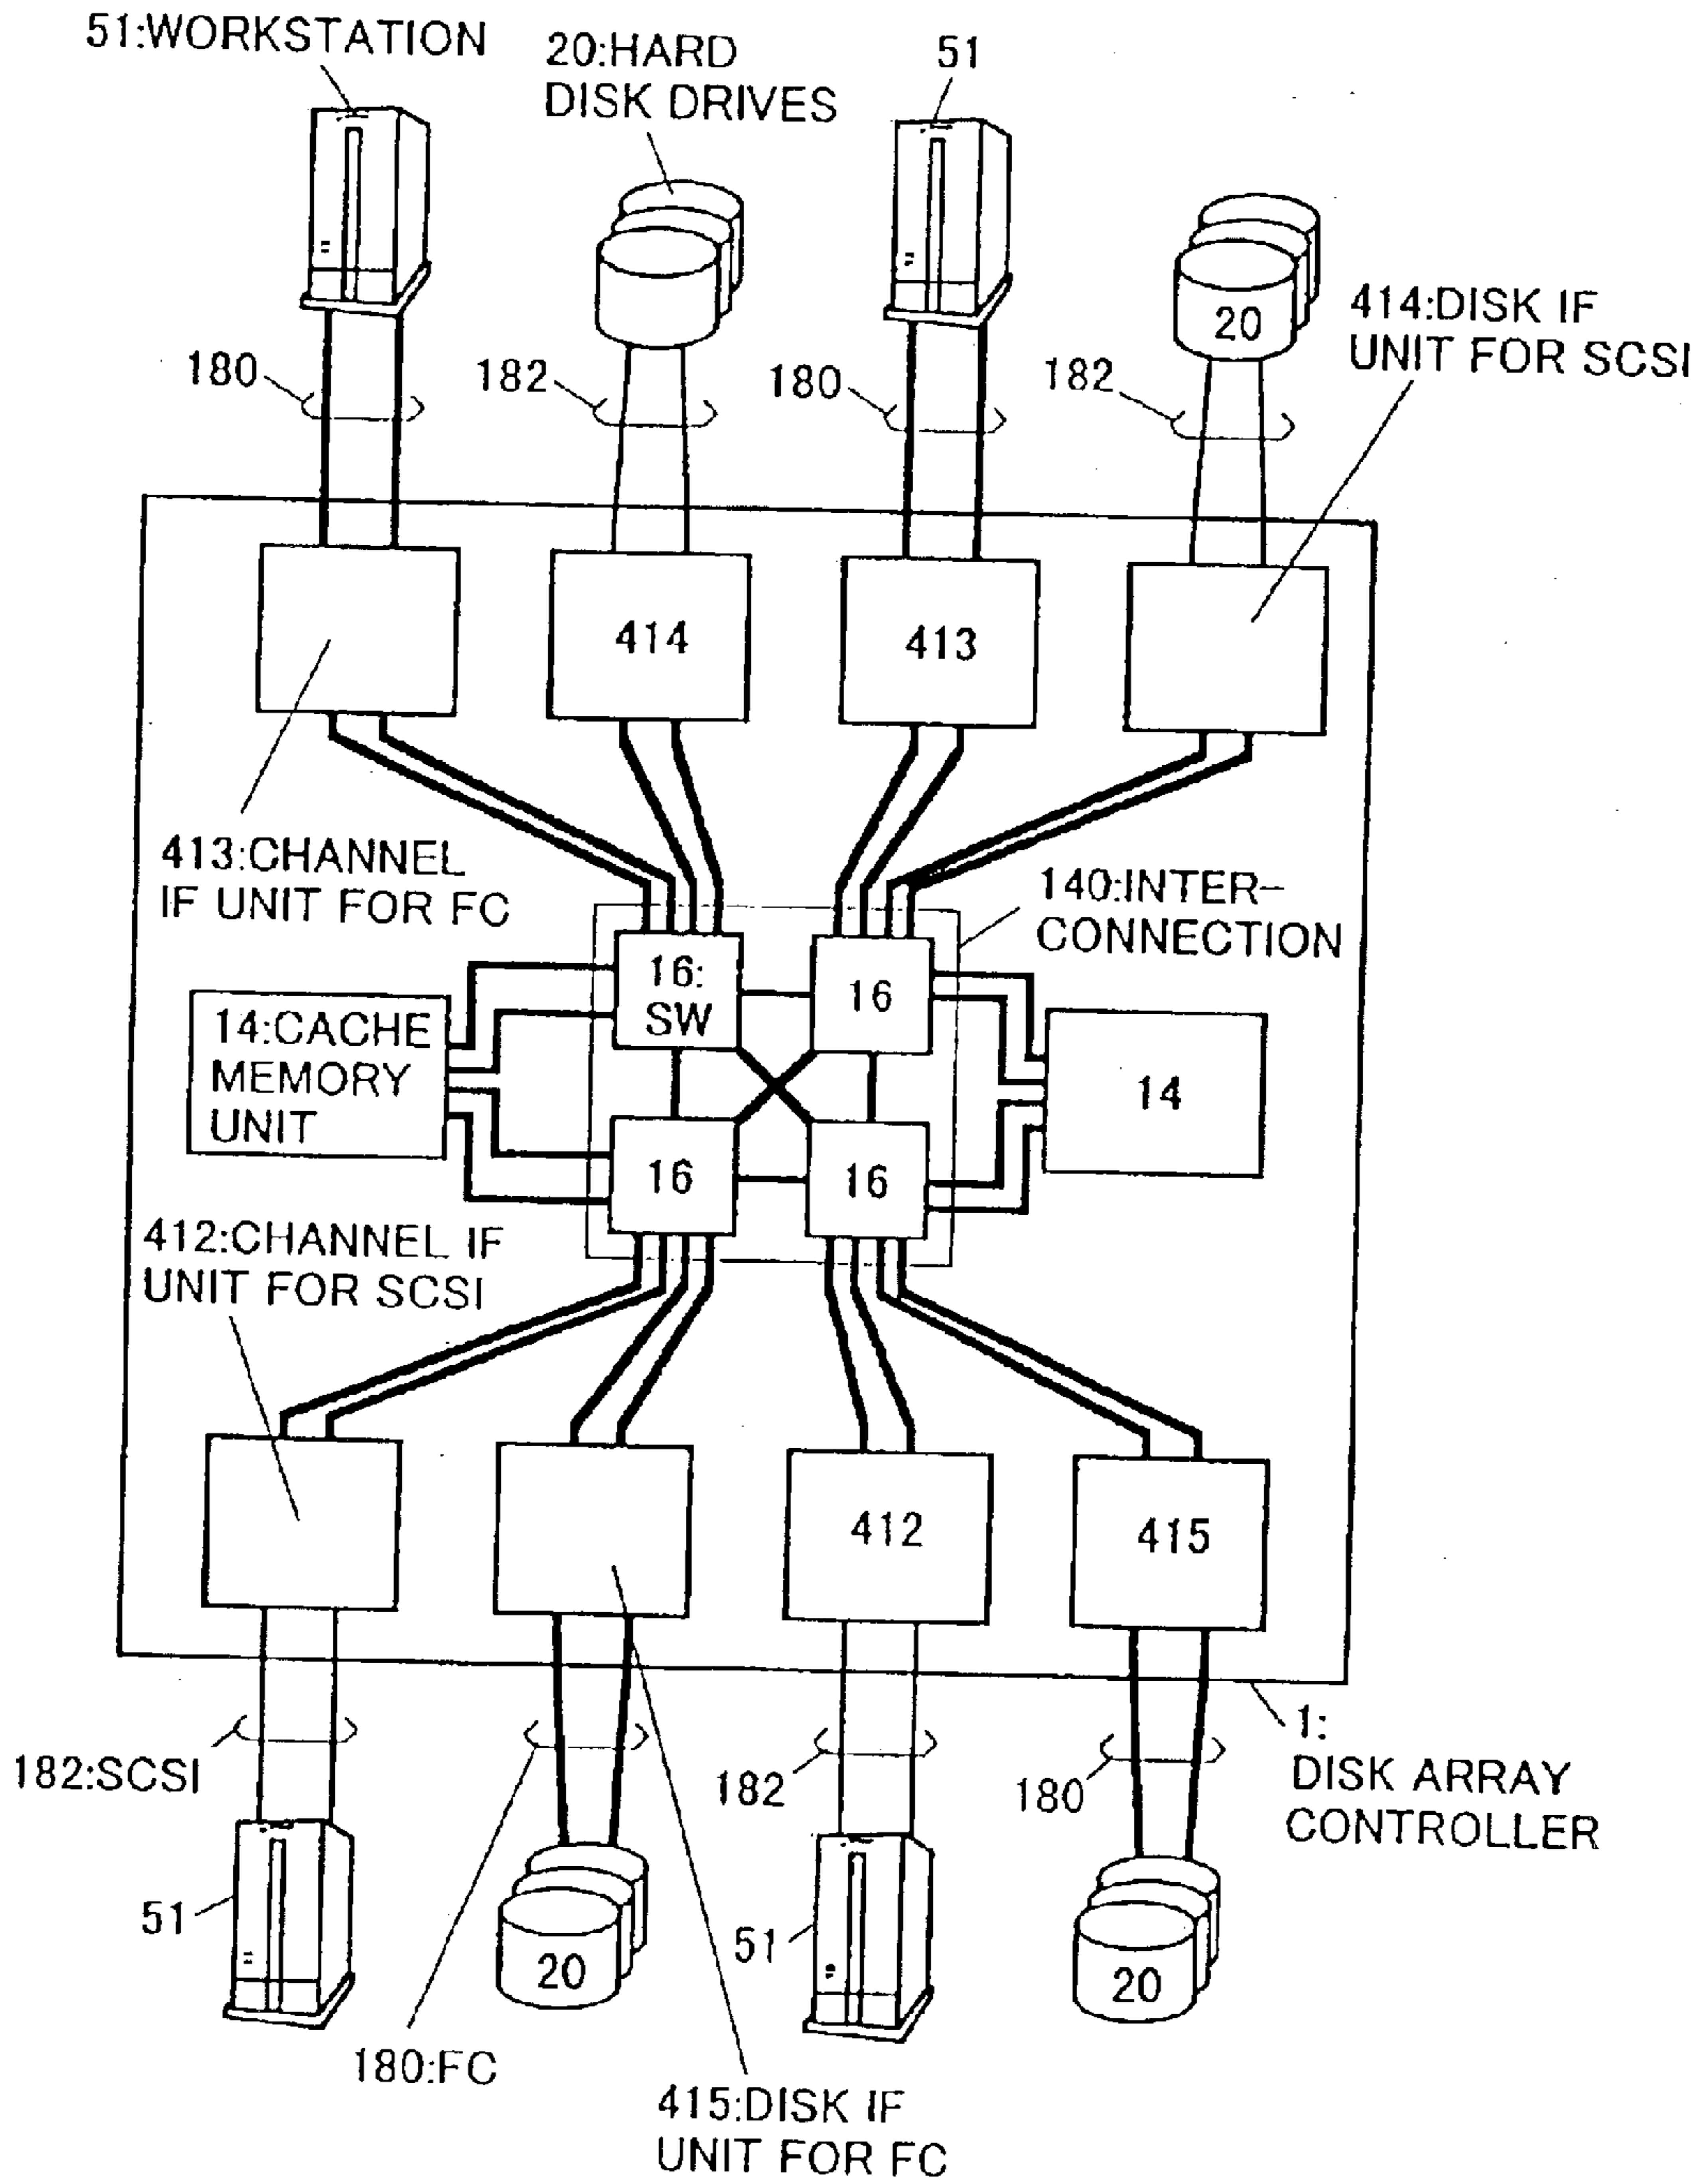 51:WORKSTATION
20:HARD
DISK DRIVES
51
20
414:DISK IF
UNIT FOR SCSI
180
182
180
182
414
413
413:CHANNEL
IF UNIT FOR FC
140:INTER-
CONNECTION
16:
SW
16
14:CACHE
MEMORY
UNIT
14
16
16
412:CHANNEL IF
UNIT FOR SCSI
412
415
182:SCSI
182
180
1:
DISK ARRAY
CONTROLLER
51
20
51
20
180:FC
415:DISK IF
UNIT FOR FC